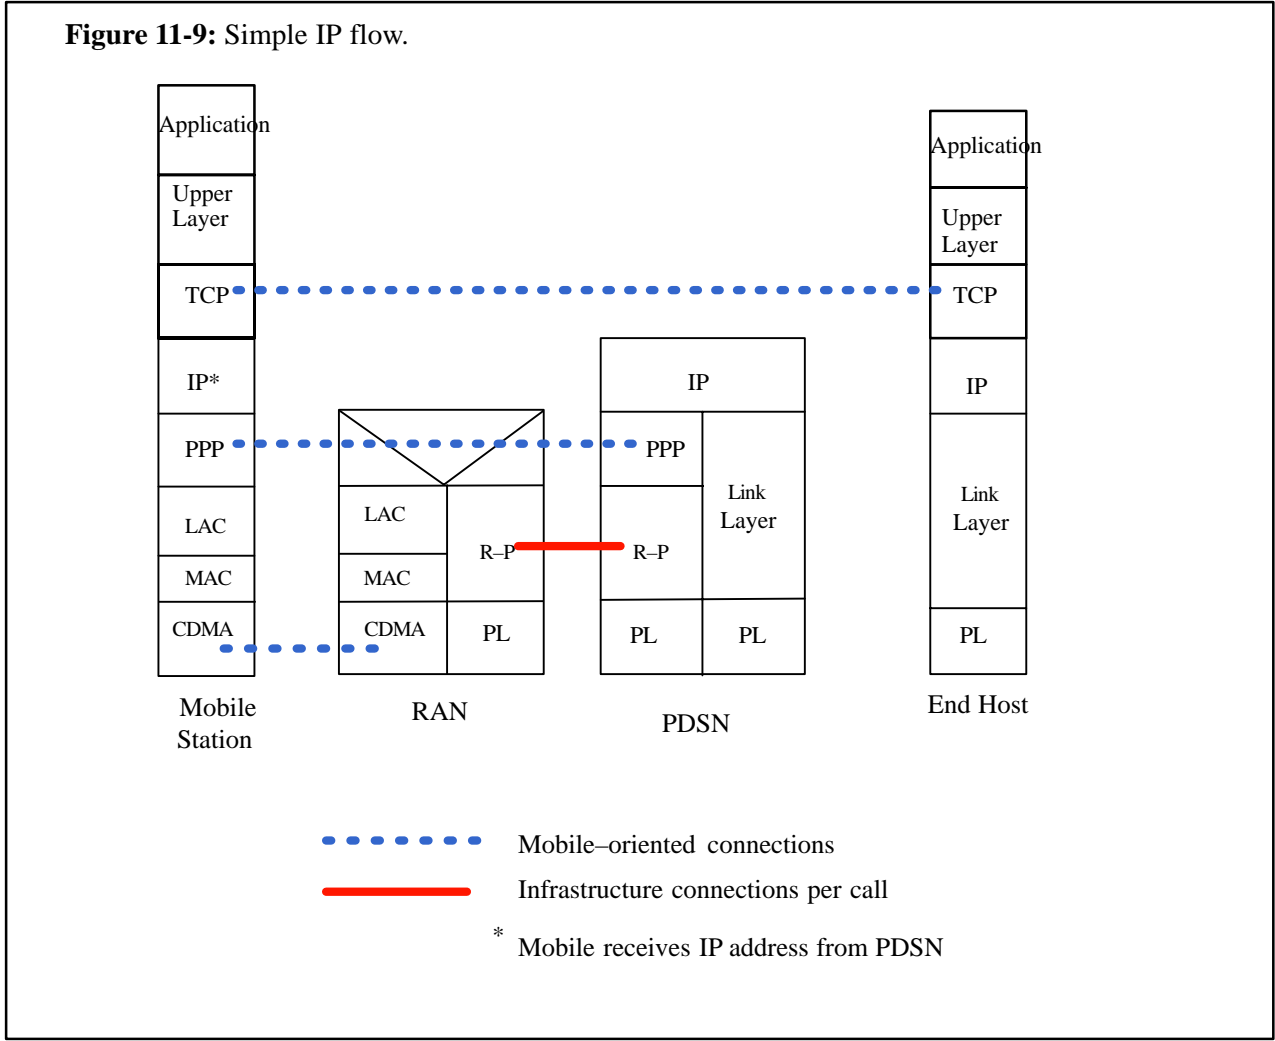 Figure 11-9: Simple IP flow.
Application
Upper
Layer
TCP
IP*
PPP
LAC
MAC
CDMA
Mobile
Station
LAC
MAC
CDMA
R–P
PL
RAN
IP
PPP
R–P
PL
Link
Layer
PL
PDSN
Application
Upper
Layer
TCP
IP
Link
Layer
PL
End Host
Mobile–oriented connections
Infrastructure connections per call
* Mobile receives IP address from PDSN